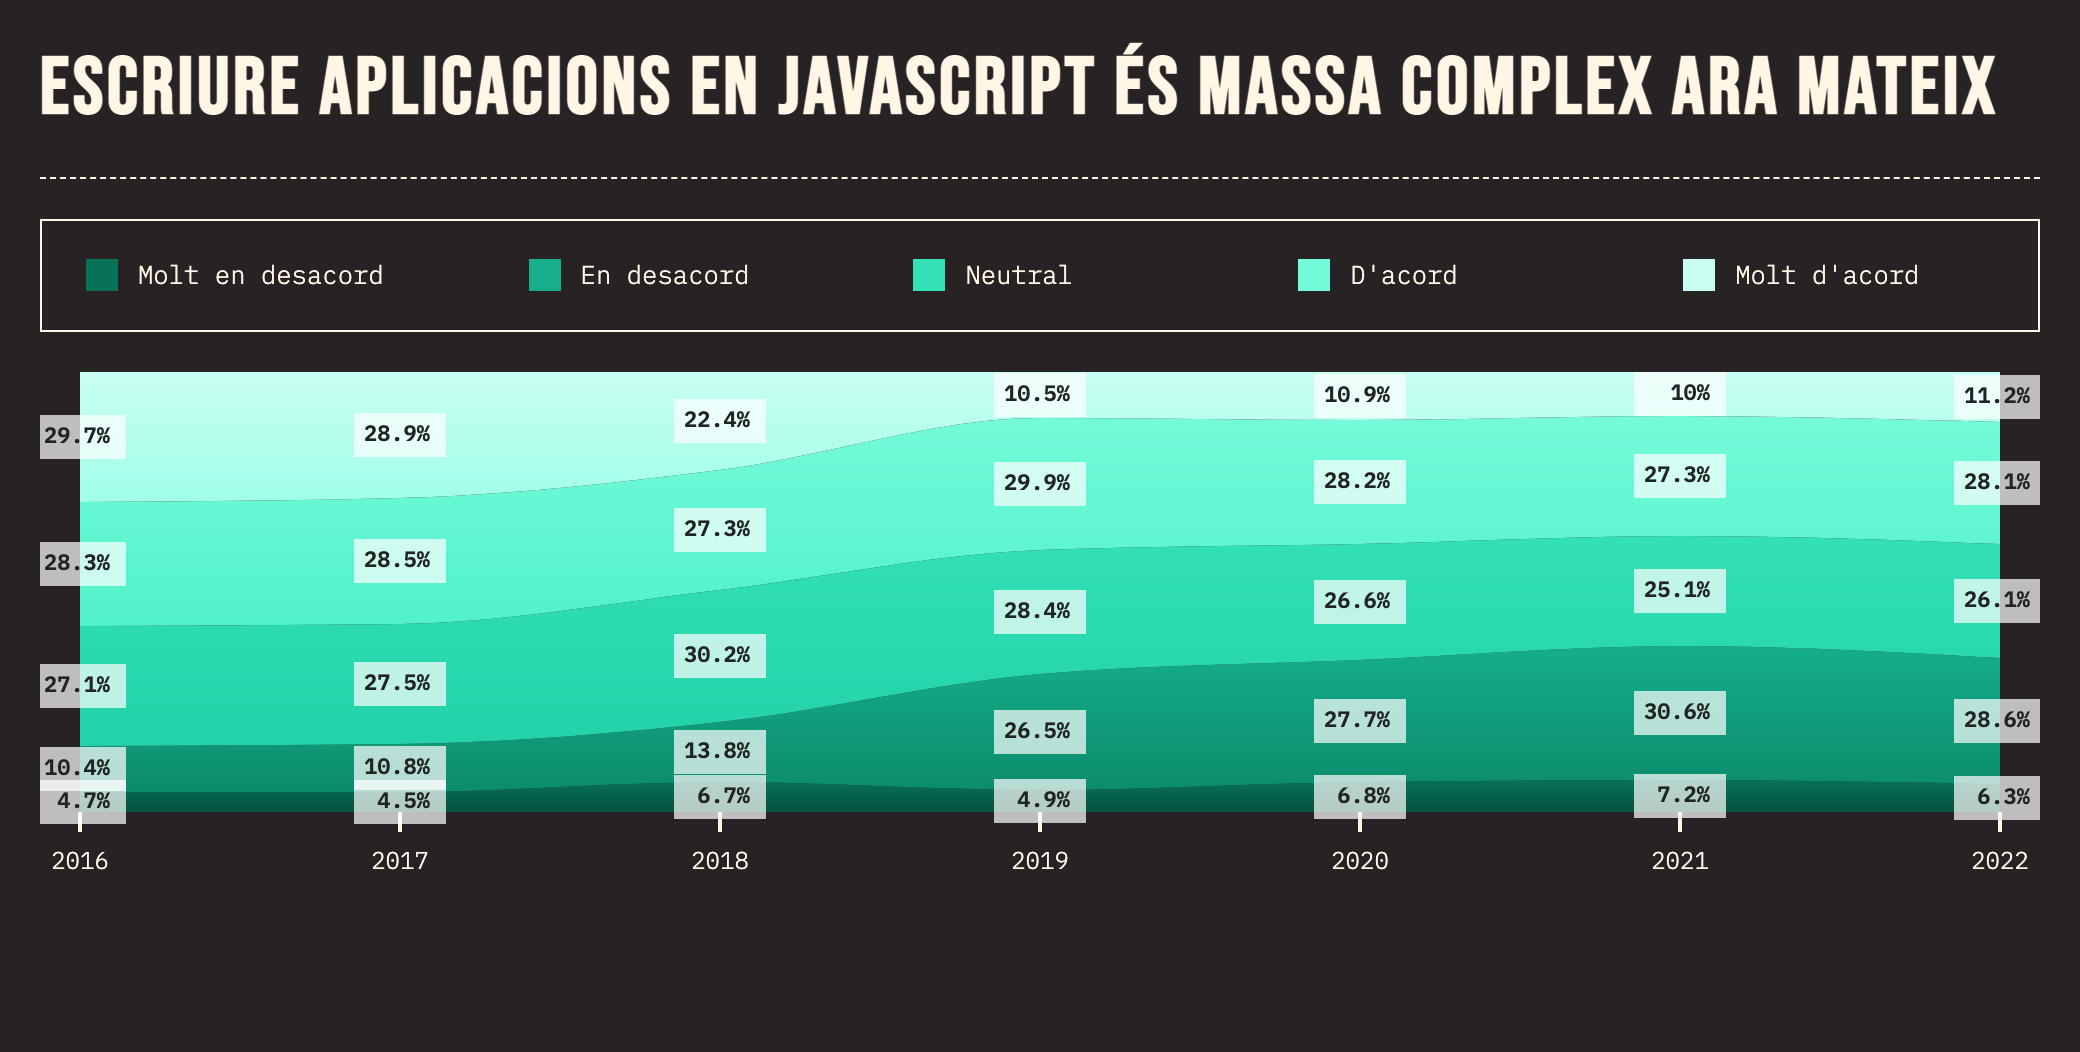 ESCRIURE APLICACIONS EN JAVASCRIPT ÉS MASSA COMPLEX ARA MATEIX
Molt en desacord En desacord Neutral D'acord Molt d'acord
29.7% 28.9% 22.4% 10.5% 10.9% 10% 11.2%
28.3% 28.5% 27.3% 29.9% 28.2% 27.3% 28.1%
27.1% 27.5% 30.2% 28.4% 26.6% 25.1% 26.1%
10.4% 10.8% 13.8% 26.5% 27.7% 30.6% 28.6%
4.7% 4.5% 6.7% 4.9% 6.8% 7.2% 6.3%
2016 2017 2018 2019 2020 2021 2022